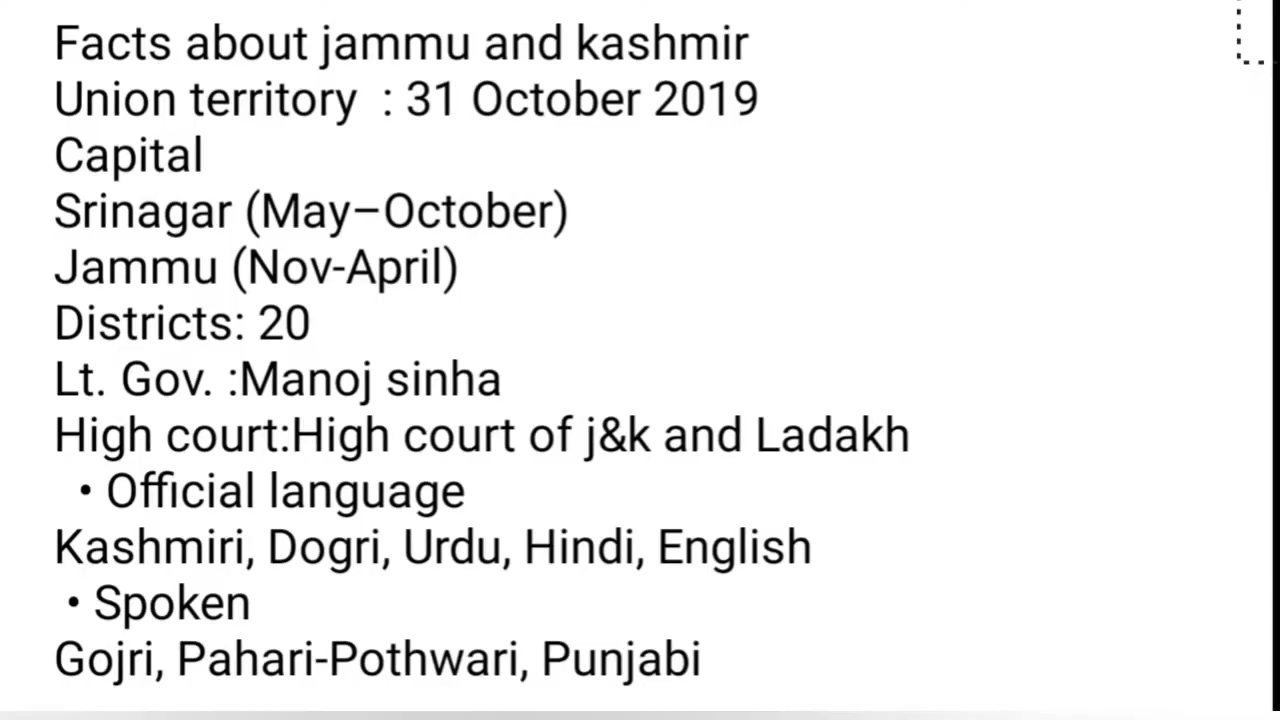 Facts about jammu and kashmir
Union territory : 31 October 2019
Capital
Srinagar (May–October)
Jammu (Nov-April)
Districts: 20
Lt. Gov. :Manoj sinha
High court:High court of j&k and Ladakh
• Official language
Kashmiri, Dogri, Urdu, Hindi, English
• Spoken
Gojri, Pahari-Pothwari, Punjabi